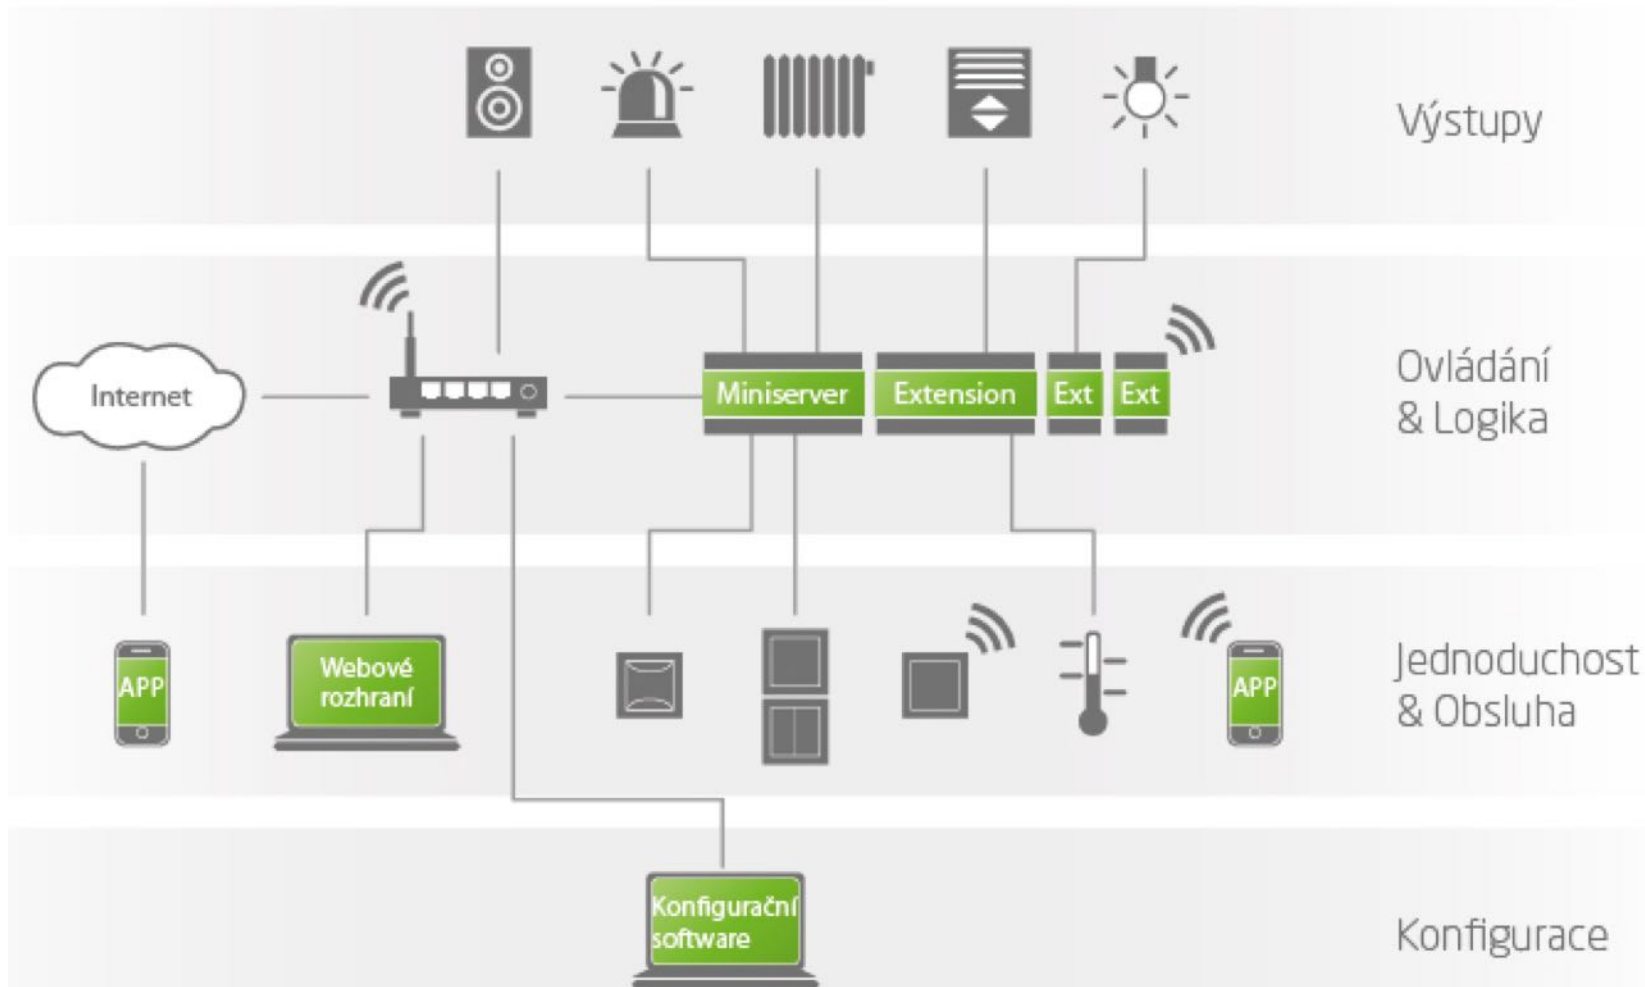 Výstupy
Internet
Miniserver
Extension
Ext
Ext
Ovládání
& Logika
APP
Webové
rozhraní
APP
Jednoduchost
& Obsluha
Konfigurační
software
Konfigurace